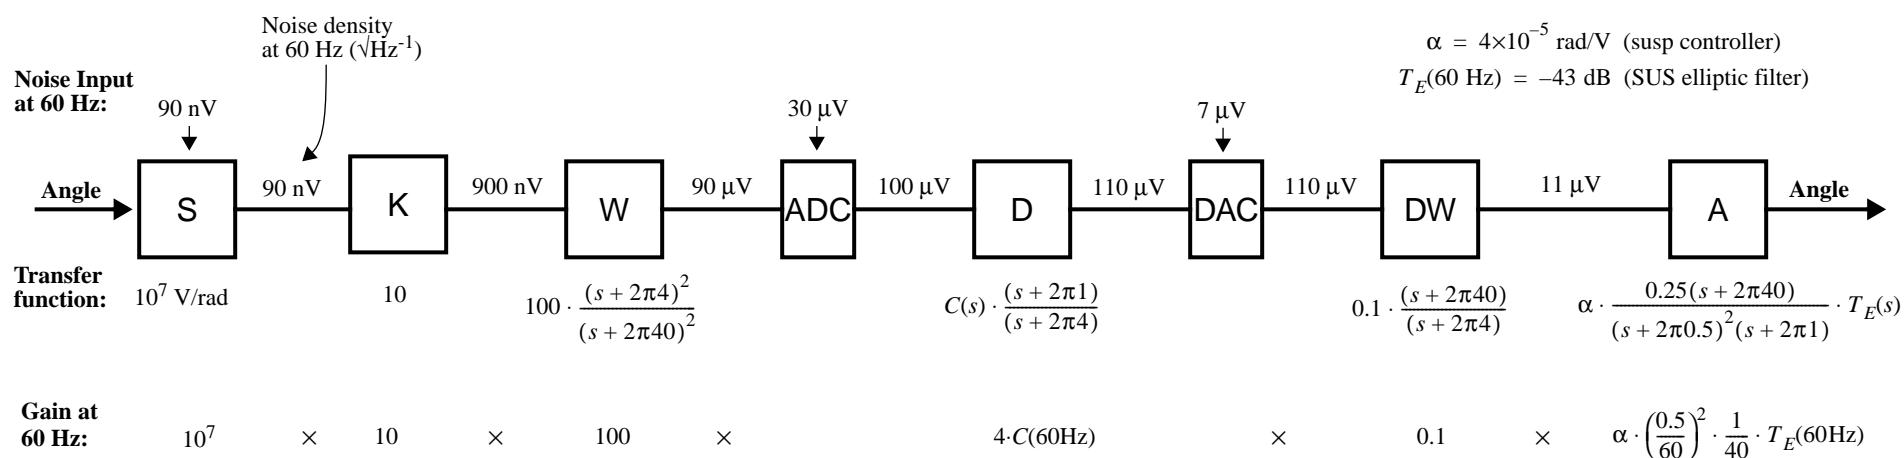 Noise density
at 60 Hz (√Hz⁻¹)
α = 4×10⁻⁵ rad/V (susp controller)
T_E(60 Hz) = −43 dB (SUS elliptic filter)
Noise Input
at 60 Hz:
90 nV
30 μV
7 μV
Angle
S
90 nV
K
900 nV
W
90 μV
ADC
100 μV
D
110 μV
DAC
110 μV
DW
11 μV
A
Angle
Transfer
function:
10⁷ V/rad
10
100 · (s + 2π4)² / (s + 2π40)²
C(s) · (s + 2π1) / (s + 2π4)
0.1 · (s + 2π40) / (s + 2π4)
α · 0.25(s + 2π40) / (s + 2π0.5)²(s + 2π1) · T_E(s)
Gain at
60 Hz:
10⁷ × 10 × 100 × 4·C(60Hz) × 0.1 × α · (0.5/60)² · 1/40 · T_E(60Hz)